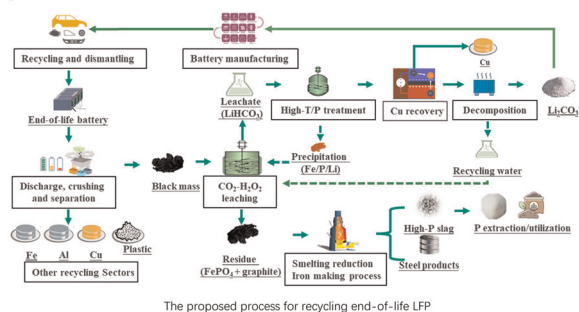 Recycling and dismantling
Battery manufacturing
Cu
Leachate
(LiHCO3)
High-T/P treatment
Cu recovery
Decomposition
Li2CO3
End-of-life battery
Precipitation
(Fe/P/Li)
Recycling water
Discharge, crushing
and separation
Black mass
CO2-H2O2
leaching
Fe
Al
Cu
Plastic
Other recycling Sectors
Residue
(FePO4 + graphite)
Smelting reduction
Iron making process
High-P slag
P extraction/utilization
Steel products
The proposed process for recycling end-of-life LFP